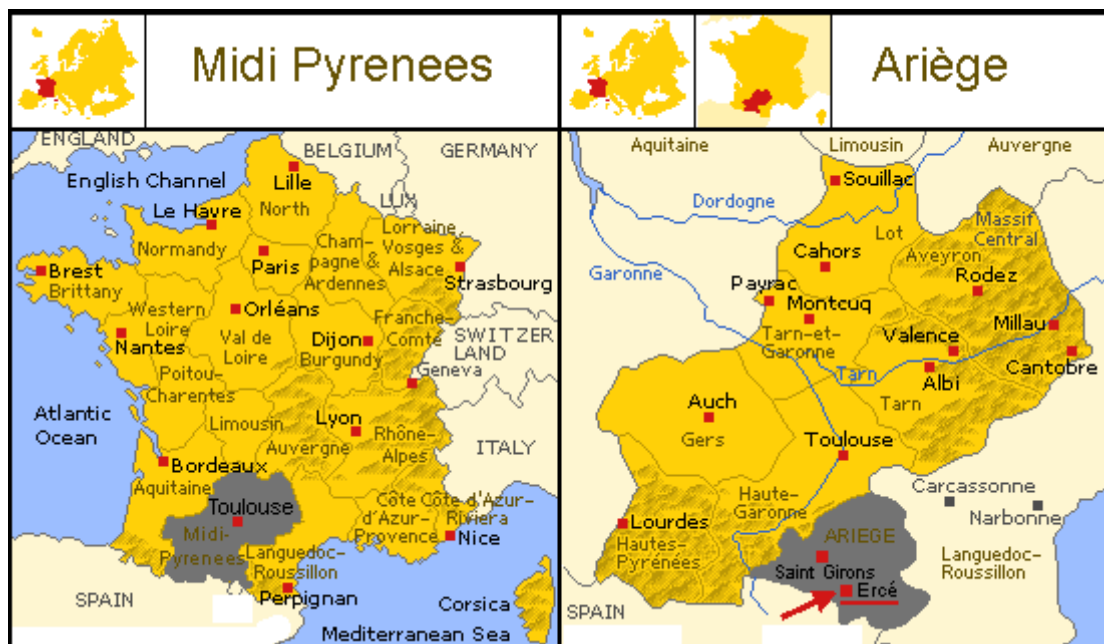 Midi Pyrenees
ENGLAND
BELGIUM
GERMANY
English Channel
Lille
LUX
Le Havre
North
Lorraine
Vosges &
Alsace
Normandy
Cham-
pagne &
Ardennes
Paris
Strasbourg
Brest
Brittany
Western
Loire
Orléans
Nantes
Val de
Loire
Dijon
Burgundy
Franche-
Comté
SWITZER
LAND
Geneva
Poitou-
Charentes
Atlantic
Ocean
Limousin
Lyon
Auvergne
Rhône-
Alpes
ITALY
Bordeaux
Aquitaine
Toulouse
Côte
d'Azur-
Provence
Côte d'Azur-
Riviera
Nice
Midi-
Pyrenees
Languedoc-
Roussillon
SPAIN
Perpignan
Corsica
Mediterranean Sea
Ariège
Aquitaine
Limousin
Auvergne
Souillac
Dordogne
Lot
Massif
Central
Cahors
Aveyron
Garonne
Rodez
Payrac
Montcuq
Tarn-et-
Garonne
Valence
Millau
Cantobre
Tarn
Albi
Tarn
Auch
Gers
Toulouse
Carcassonne
Haute-
Garonne
Narbonne
Lourdes
Hautes-
Pyrénées
ARIEGE
Languedoc-
Roussillon
Saint Girons
Ercé
SPAIN